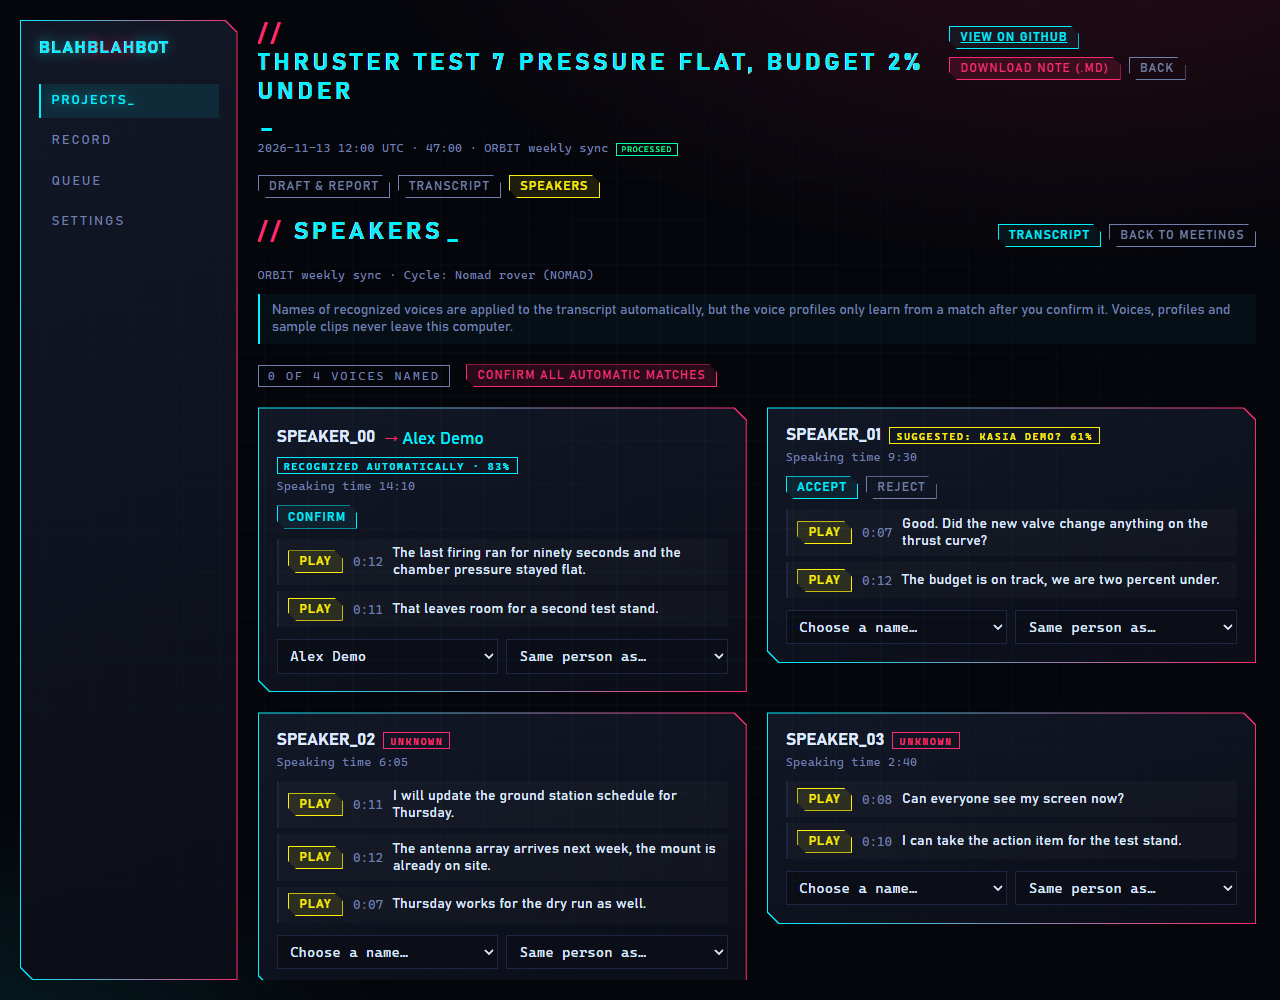 BLAHBLAHBOT
PROJECTS_
RECORD
QUEUE
SETTINGS
//
THRUSTER TEST 7 PRESSURE FLAT, BUDGET 2%
UNDER
_
VIEW ON GITHUB
DOWNLOAD NOTE (.MD)
BACK
2026-11-13 12:00 UTC · 47:00 · ORBIT weekly sync PROCESSED
DRAFT & REPORT
TRANSCRIPT
SPEAKERS
// SPEAKERS_
TRANSCRIPT
BACK TO MEETINGS
ORBIT weekly sync · Cycle: Nomad rover (NOMAD)
Names of recognized voices are applied to the transcript automatically, but the voice profiles only learn from a match after you confirm it. Voices, profiles and
sample clips never leave this computer.
0 OF 4 VOICES NAMED
CONFIRM ALL AUTOMATIC MATCHES
SPEAKER_00 → Alex Demo
RECOGNIZED AUTOMATICALLY · 83%
Speaking time 14:10
CONFIRM
PLAY 0:12 The last firing ran for ninety seconds and the
chamber pressure stayed flat.
PLAY 0:11 That leaves room for a second test stand.
Alex Demo
Same person as…
SPEAKER_01 SUGGESTED: KASIA DEMO? 61%
Speaking time 9:30
ACCEPT
REJECT
PLAY 0:07 Good. Did the new valve change anything on the
thrust curve?
PLAY 0:12 The budget is on track, we are two percent under.
Choose a name…
Same person as…
SPEAKER_02 UNKNOWN
Speaking time 6:05
PLAY 0:11 I will update the ground station schedule for
Thursday.
PLAY 0:12 The antenna array arrives next week, the mount is
already on site.
PLAY 0:07 Thursday works for the dry run as well.
Choose a name…
Same person as…
SPEAKER_03 UNKNOWN
Speaking time 2:40
PLAY 0:08 Can everyone see my screen now?
PLAY 0:10 I can take the action item for the test stand.
Choose a name…
Same person as…